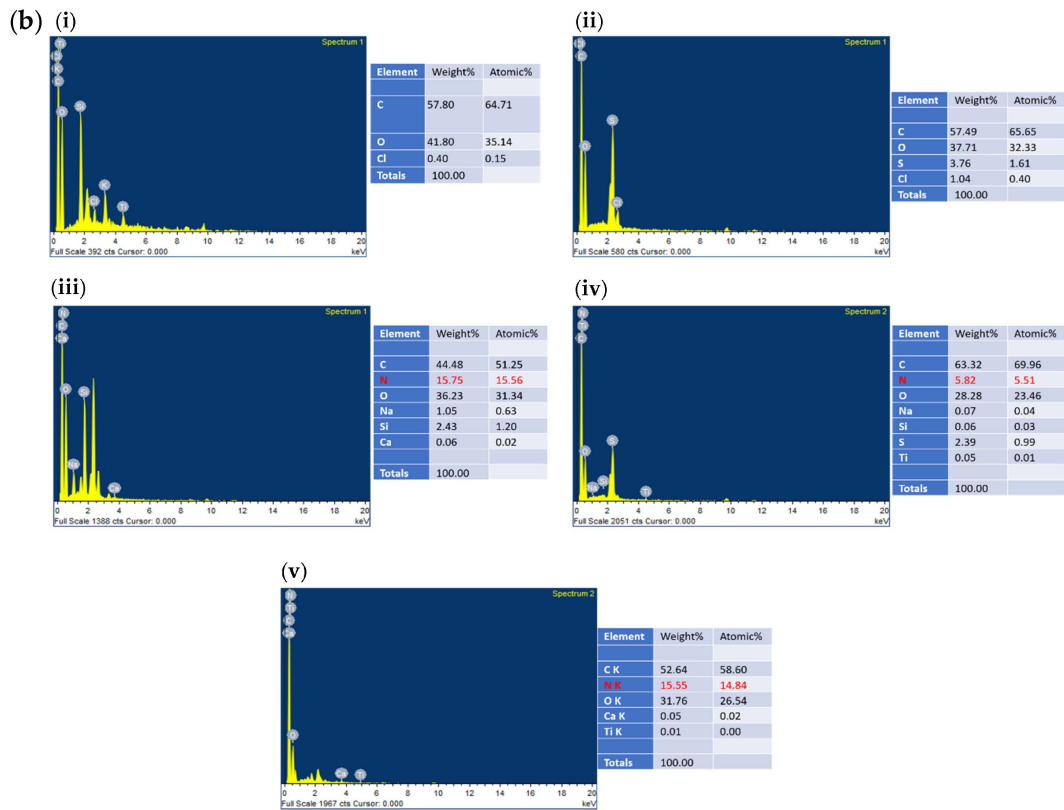 (b) (i)
Spectrum 1
Ti
K
C
O
Si
Cl
K
Ti
0 2 4 6 8 10 12 14 16 18 20
Full Scale 392 cts Cursor: 0.000 keV
Element Weight% Atomic%
C 57.80 64.71
O 41.80 35.14
Cl 0.40 0.15
Totals 100.00
(ii)
Spectrum 1
C
O
S
Cl
0 2 4 6 8 10 12 14 16 18 20
Full Scale 580 cts Cursor: 0.000 keV
Element Weight% Atomic%
C 57.49 65.65
O 37.71 32.33
S 3.76 1.61
Cl 1.04 0.40
Totals 100.00
(iii)
Spectrum 1
N
C
Ca
O
Si
Na
Ca
0 2 4 6 8 10 12 14 16 18 20
Full Scale 1388 cts Cursor: 0.000 keV
Element Weight% Atomic%
C 44.48 51.25
N 15.75 15.56
O 36.23 31.34
Na 1.05 0.63
Si 2.43 1.20
Ca 0.06 0.02
Totals 100.00
(iv)
Spectrum 2
N
Ti
C
O
S
Na Si
Ti
0 2 4 6 8 10 12 14 16 18 20
Full Scale 2051 cts Cursor: 0.000 keV
Element Weight% Atomic%
C 63.32 69.96
N 5.82 5.51
O 28.28 23.46
Na 0.07 0.04
Si 0.06 0.03
S 2.39 0.99
Ti 0.05 0.01
Totals 100.00
(v)
Spectrum 2
N
Ti
C
Ca
O
Ca Ti
0 2 4 6 8 10 12 14 16 18 20
Full Scale 1967 cts Cursor: 0.000 keV
Element Weight% Atomic%
C K 52.64 58.60
N K 15.55 14.84
O K 31.76 26.54
Ca K 0.05 0.02
Ti K 0.01 0.00
Totals 100.00